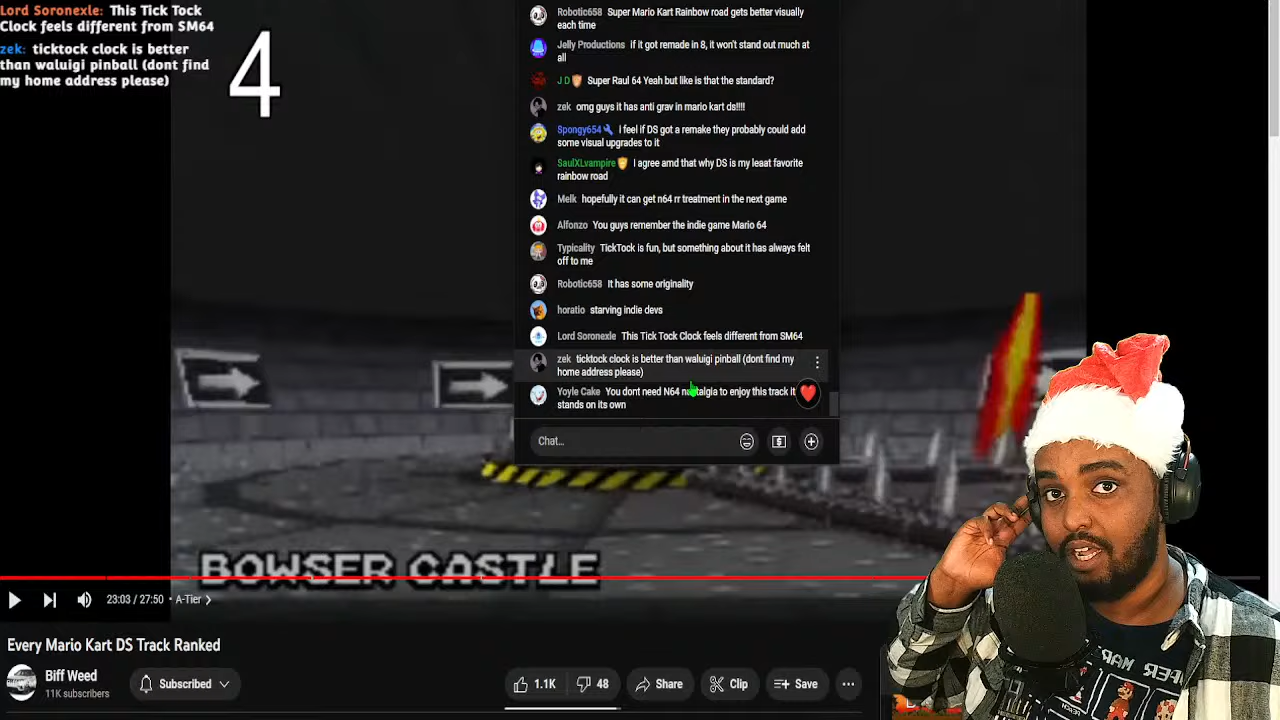 Lord Soronexle: This Tick Tock
Clock feels different from SM64
zek: ticktock clock is better
than waluigi pinball (dont find
my home address please)
4
Robotic658 Super Mario Kart Rainbow road gets better visually
each time
Jelly Productions if it got remade in 8, it won't stand out much at
all
J D Super Raul 64 Yeah but like is that the standard?
zek omg guys it has anti grav in mario kart ds!!!!
Spongy654 I feel if DS got a remake they probably could add
some visual upgrades to it
SaulXLvampire I agree amd that why DS is my leaat favorite
rainbow road
Melk hopefully it can get n64 rr treatment in the next game
Alfonzo You guys remember the indie game Mario 64
Typicality TickTock is fun, but something about it has always felt
off to me
Robotic658 It has some originality
horatio starving indie devs
Lord Soronexle This Tick Tock Clock feels different from SM64
zek ticktock clock is better than waluigi pinball (dont find my
home address please)
Yoyle Cake You dont need N64 nostalgia to enjoy this track it
stands on its own
Chat...
BOWSER CASTLE
23:03 / 27:50 • A-Tier
Every Mario Kart DS Track Ranked
Biff Weed
11K subscribers
Subscribed
1.1K
48
Share
Clip
Save
MAR
PEACH